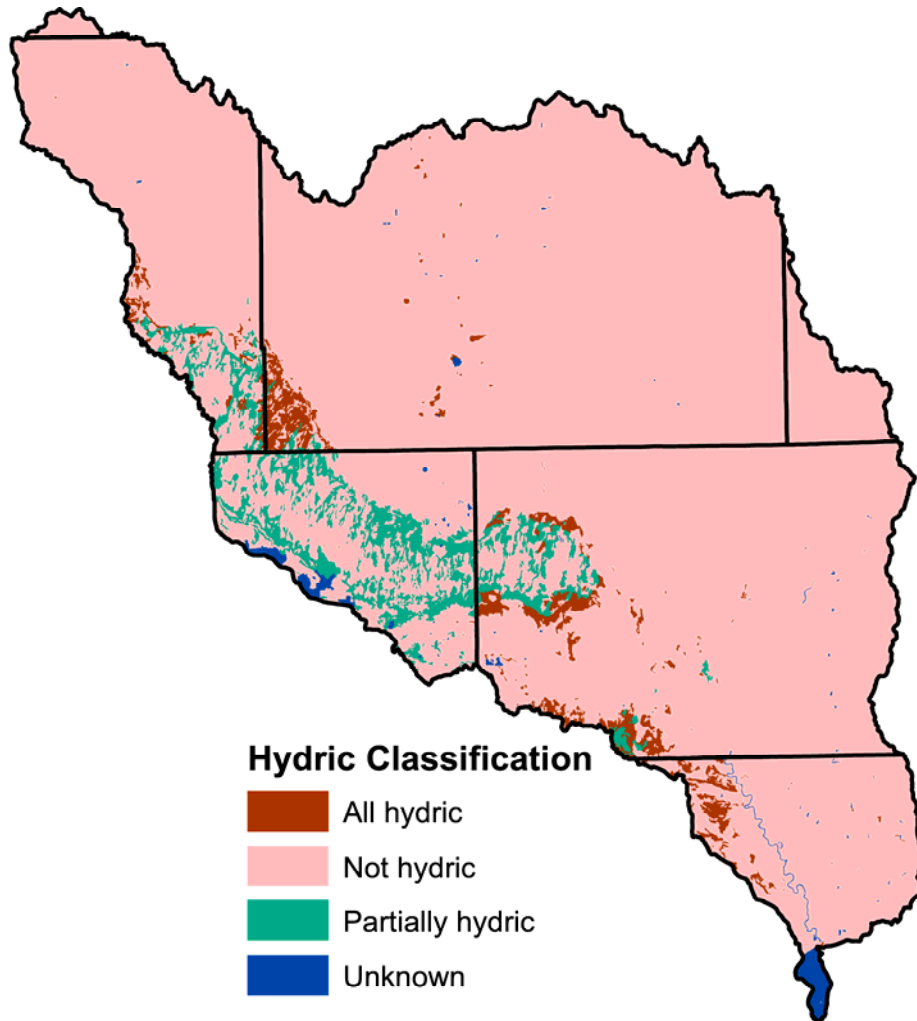 Hydric Classification
All hydric
Not hydric
Partially hydric
Unknown